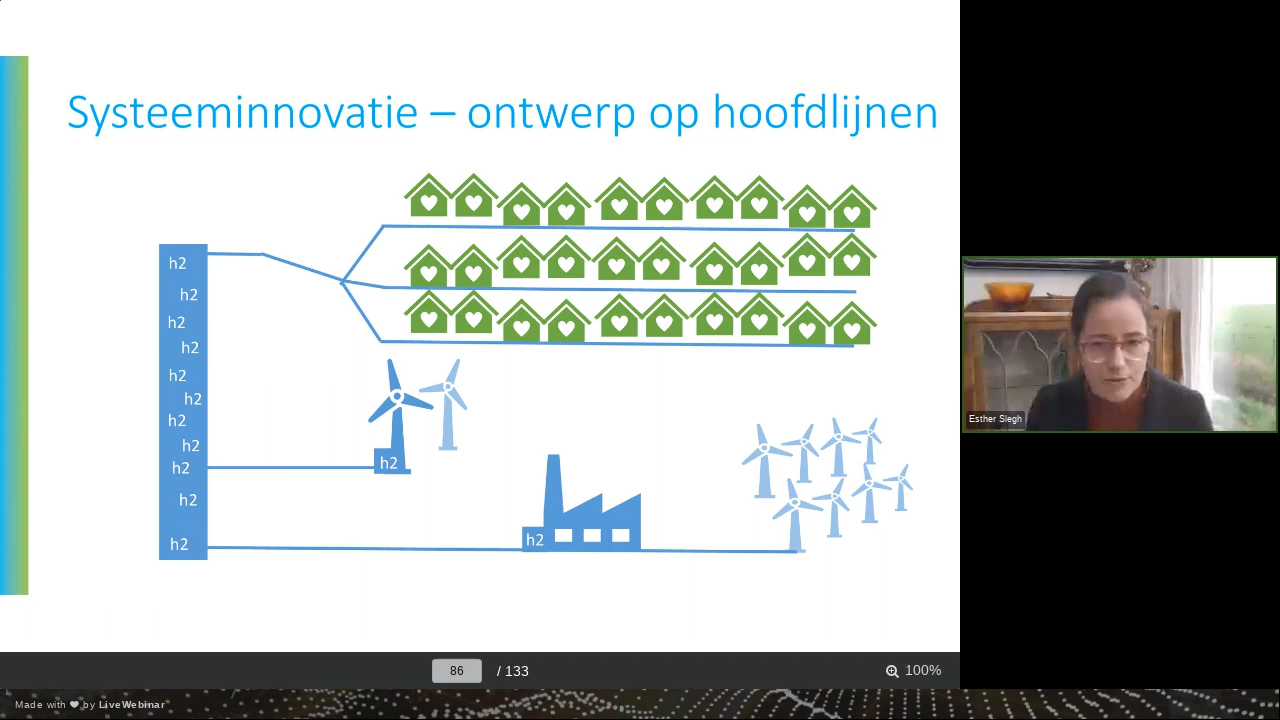 Systeeminnovatie – ontwerp op hoofdlijnen
h2
h2
h2
h2
h2
h2
h2
h2
h2
h2
h2
h2
h2
Esther Slegh
86 / 133
100%
Made with ❤ by LiveWebinar